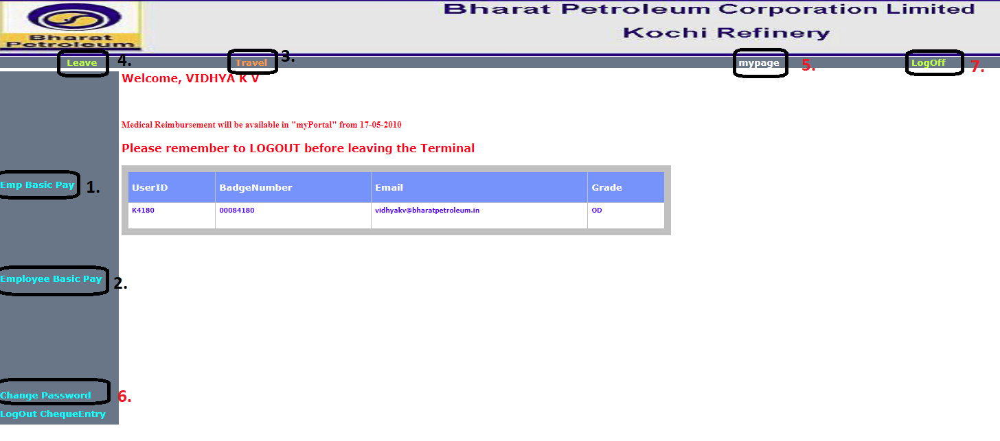 Bharat Petroleum Corporation Limited
Kochi Refinery
Bharat
Petroleum
Leave 4. Travel 3. mypage 5. LogOff 7.
Welcome, VIDHYA K V
Medical Reimbursement will be available in "myPortal" from 17-05-2010
Please remember to LOGOUT before leaving the Terminal
Emp Basic Pay 1.
UserID BadgeNumber Email Grade
K4180 00084180 vidhyakv@bharatpetroleum.in OD
Employee Basic Pay 2.
Change Password 6.
LogOut ChequeEntry